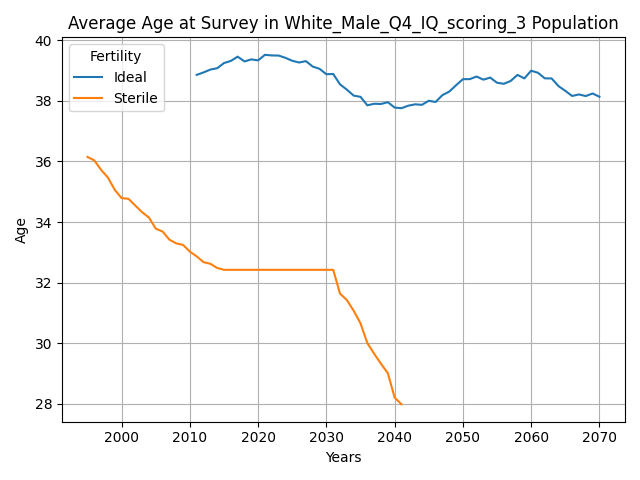 Average Age at Survey in White_Male_Q4_IQ_scoring_3 Population
Fertility
Ideal
Sterile
40
38
36
34
32
30
28
Age
2000 2010 2020 2030 2040 2050 2060 2070
Years